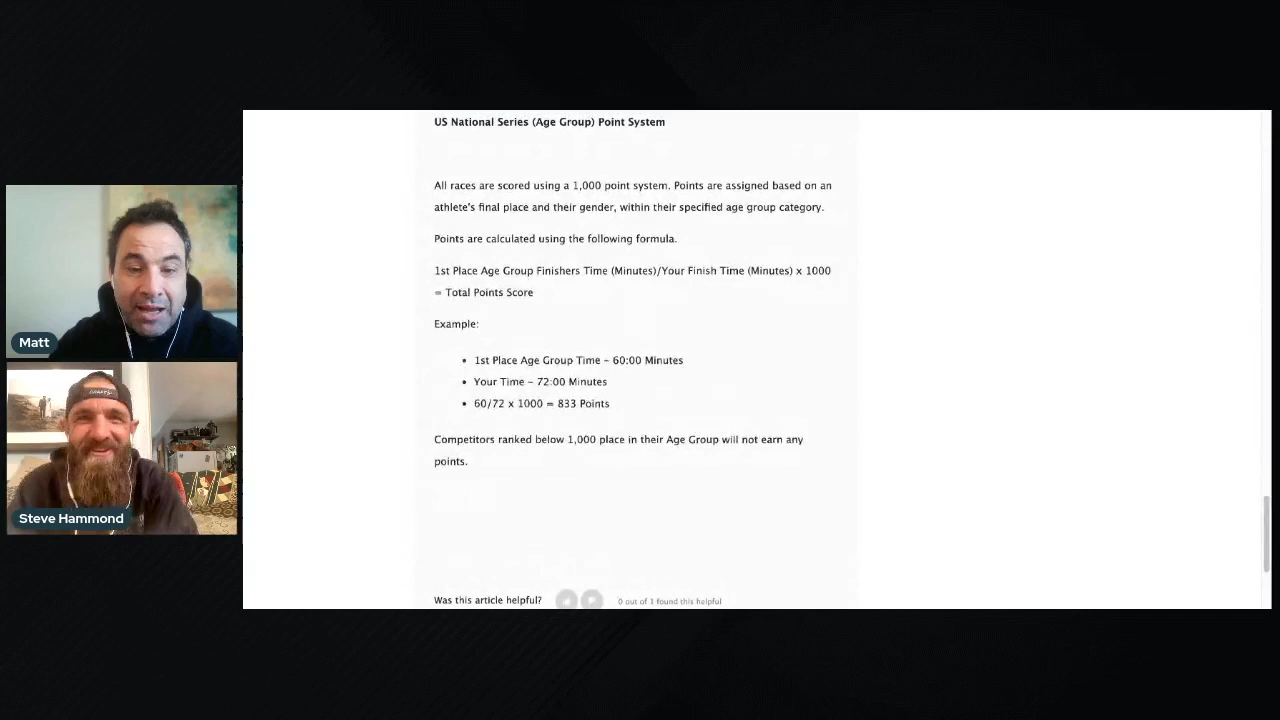 US National Series (Age Group) Point System
All races are scored using a 1,000 point system. Points are assigned based on an
athlete's final place and their gender, within their specified age group category.
Points are calculated using the following formula.
1st Place Age Group Finishers Time (Minutes)/Your Finish Time (Minutes) x 1000
= Total Points Score
Example:
• 1st Place Age Group Time - 60:00 Minutes
• Your Time - 72:00 Minutes
• 60/72 x 1000 = 833 Points
Competitors ranked below 1,000 place in their Age Group will not earn any
points.
Was this article helpful?
0 out of 1 found this helpful
Matt
Steve Hammond